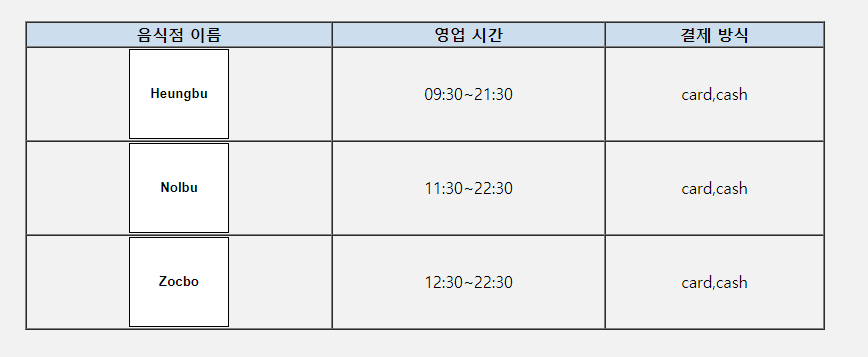 음식점 이름 영업 시간 결제 방식
Heungbu 09:30~21:30 card,cash
Nolbu 11:30~22:30 card,cash
Zocbo 12:30~22:30 card,cash